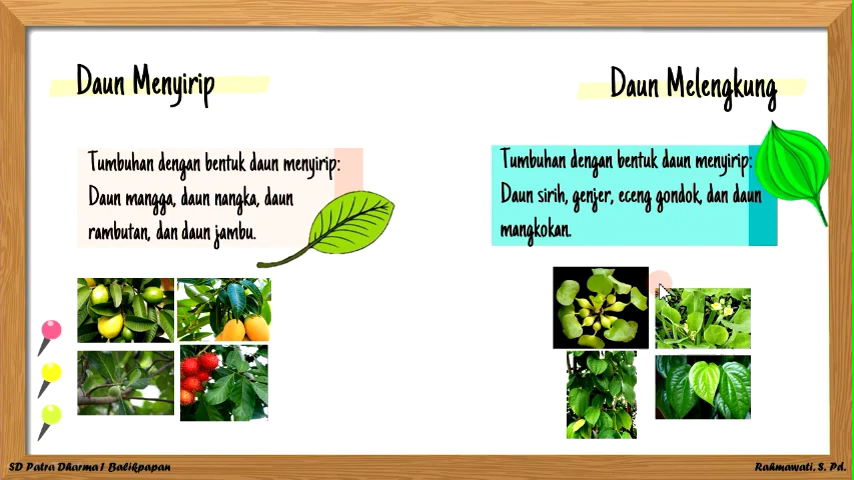 Daun Menyirip
Tumbuhan dengan bentuk daun menyirip:
Daun mangga, daun nangka, daun
rambutan, dan daun jambu.
Daun Melengkung
Tumbuhan dengan bentuk daun menyirip:
Daun sirih, genjer, eceng gondok, dan daun
mangkokan.
SD Patra Dharma 1 Balikpapan
Rahmawati, S. Pd.